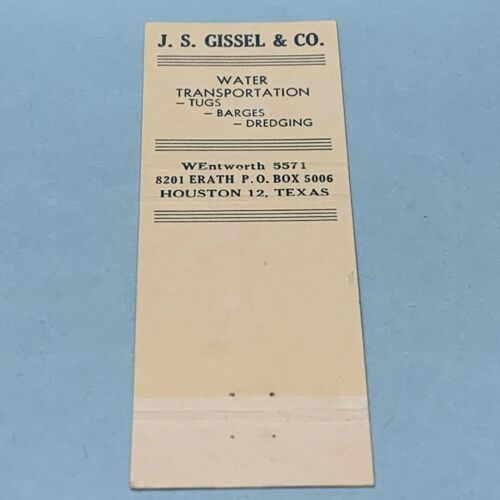 J. S. GISSEL & CO.
WATER
TRANSPORTATION
– TUGS
– BARGES
– DREDGING
WEntworth 5571
8201 ERATH P. O. BOX 5006
HOUSTON 12, TEXAS